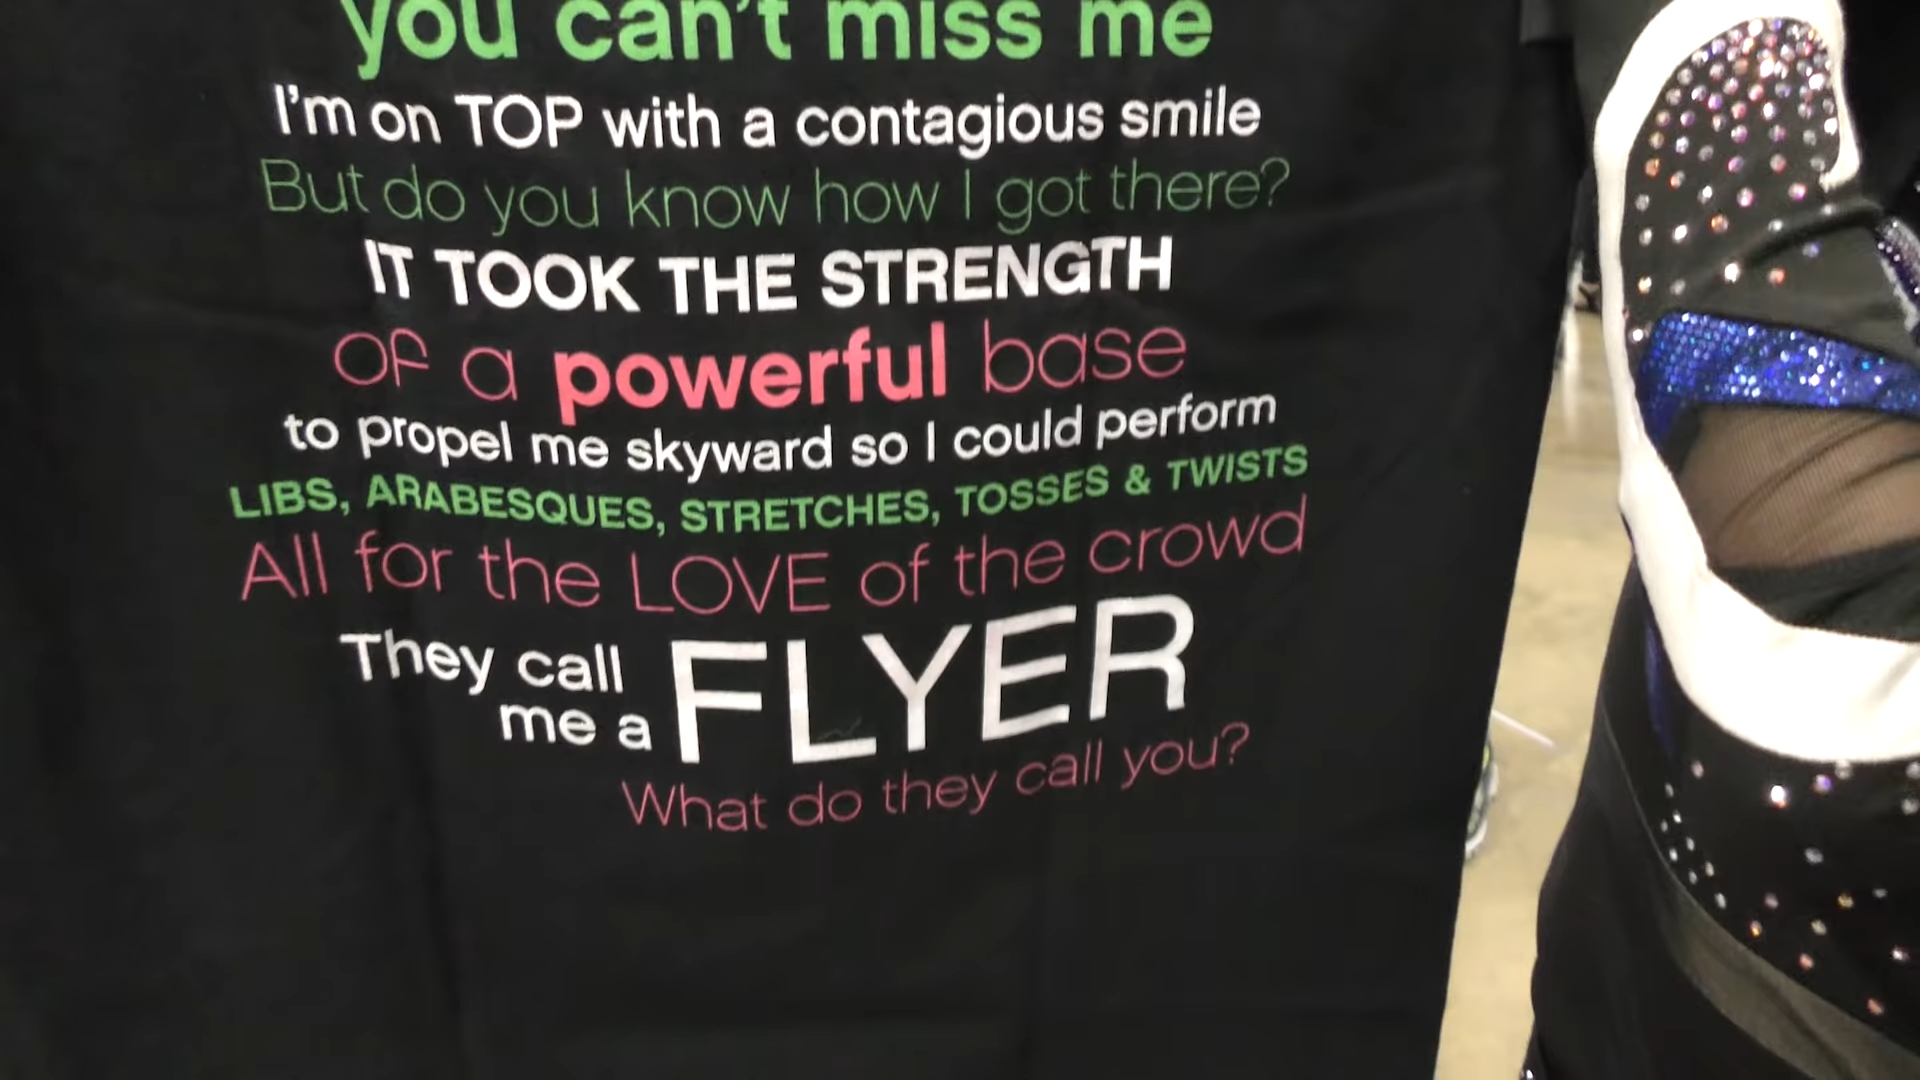 you can't miss me
I'm on TOP with a contagious smile
But do you know how I got there?
IT TOOK THE STRENGTH
of a powerful base
to propel me skyward so I could perform
LIBS, ARABESQUES, STRETCHES, TOSSES & TWISTS
All for the LOVE of the crowd
They call me a FLYER
What do they call you?